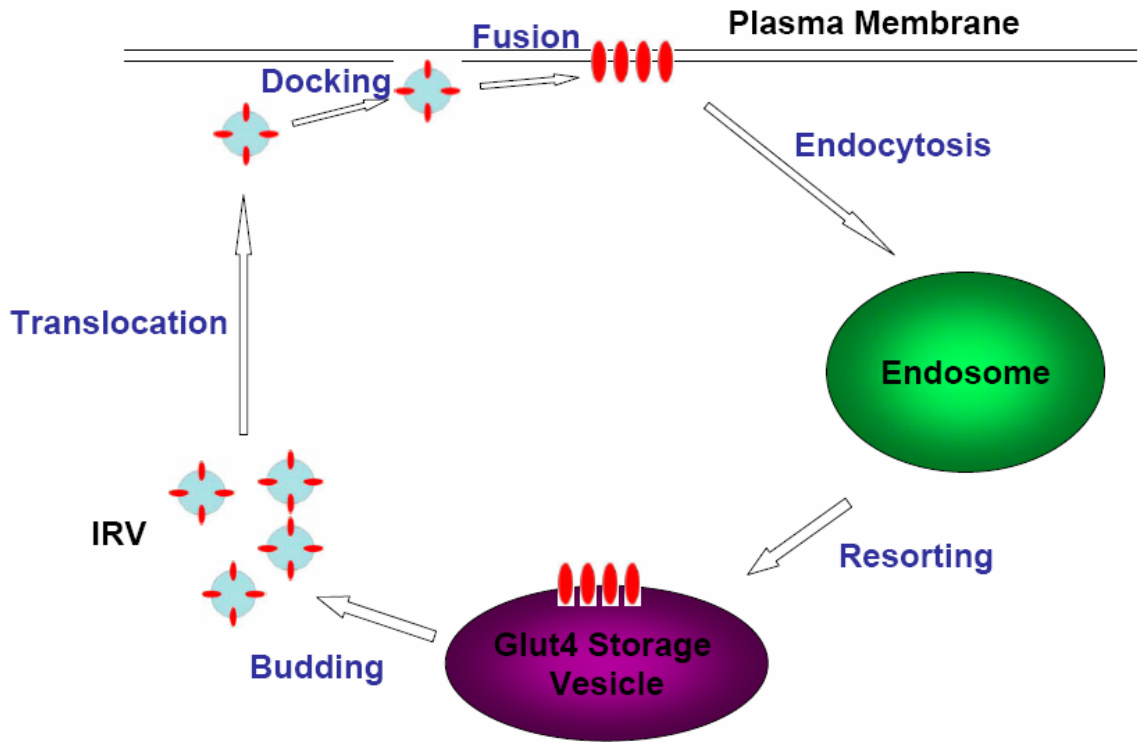 Plasma Membrane
Fusion
Docking
Endocytosis
Translocation
Endosome
IRV
Resorting
Glut4 Storage
Vesicle
Budding